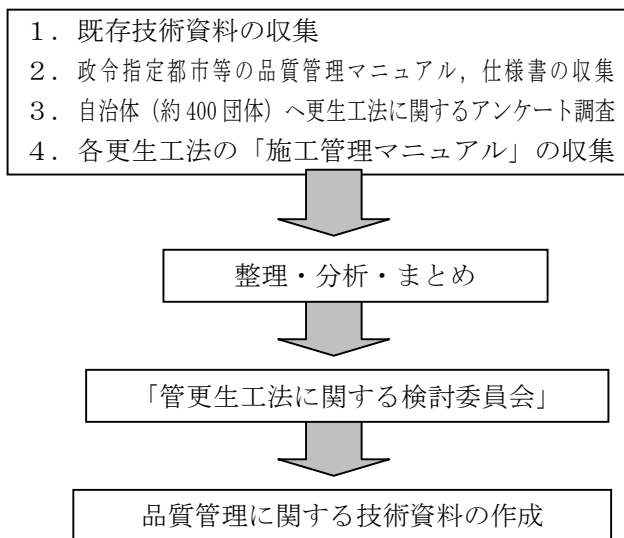 １．既存技術資料の収集
２．政令指定都市等の品質管理マニュアル，仕様書の収集
３．自治体（約400団体）へ更生工法に関するアンケート調査
４．各更生工法の「施工管理マニュアル」の収集
整理・分析・まとめ
「管更生工法に関する検討委員会」
品質管理に関する技術資料の作成